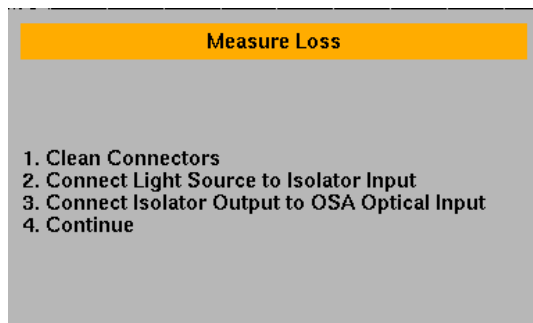 Measure Loss
1. Clean Connectors
2. Connect Light Source to Isolator Input
3. Connect Isolator Output to OSA Optical Input
4. Continue